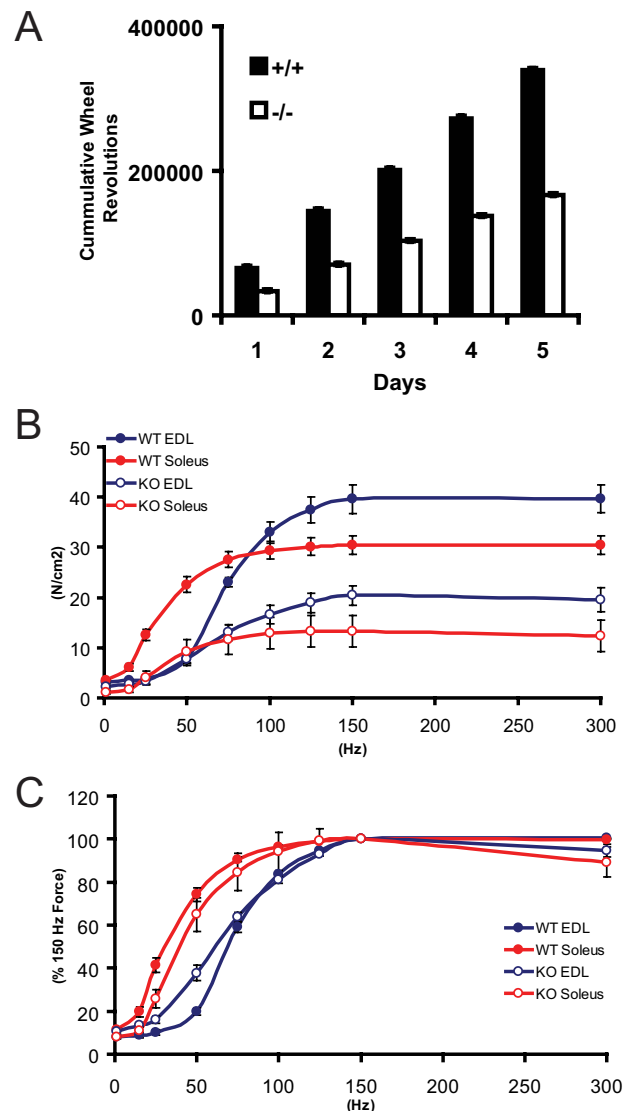 A
400000
200000
0
Cummulative Wheel
Revolutions
+/+
-/-
1 2 3 4 5
Days
B
WT EDL
WT Soleus
KO EDL
KO Soleus
50
40
30
20
10
0
(N/cm2)
0 50 100 150 200 250 300
(Hz)
C
120
100
80
60
40
20
0
(% 150 Hz Force)
WT EDL
WT Soleus
KO EDL
KO Soleus
0 50 100 150 200 250 300
(Hz)